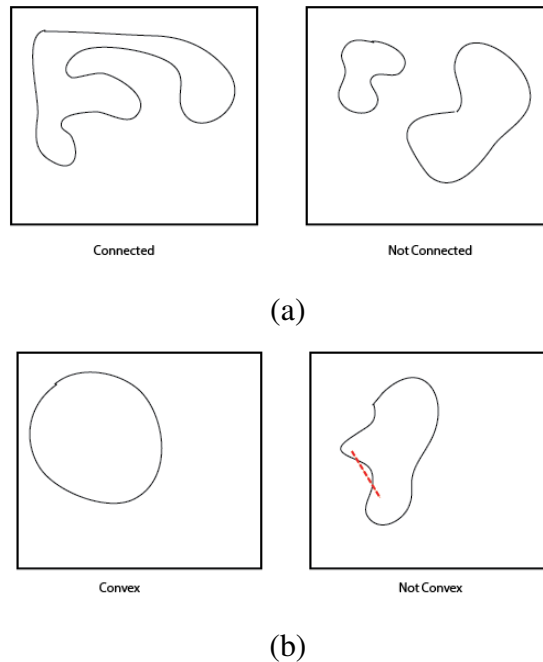 Connected
Not Connected
(a)
Convex
Not Convex
(b)